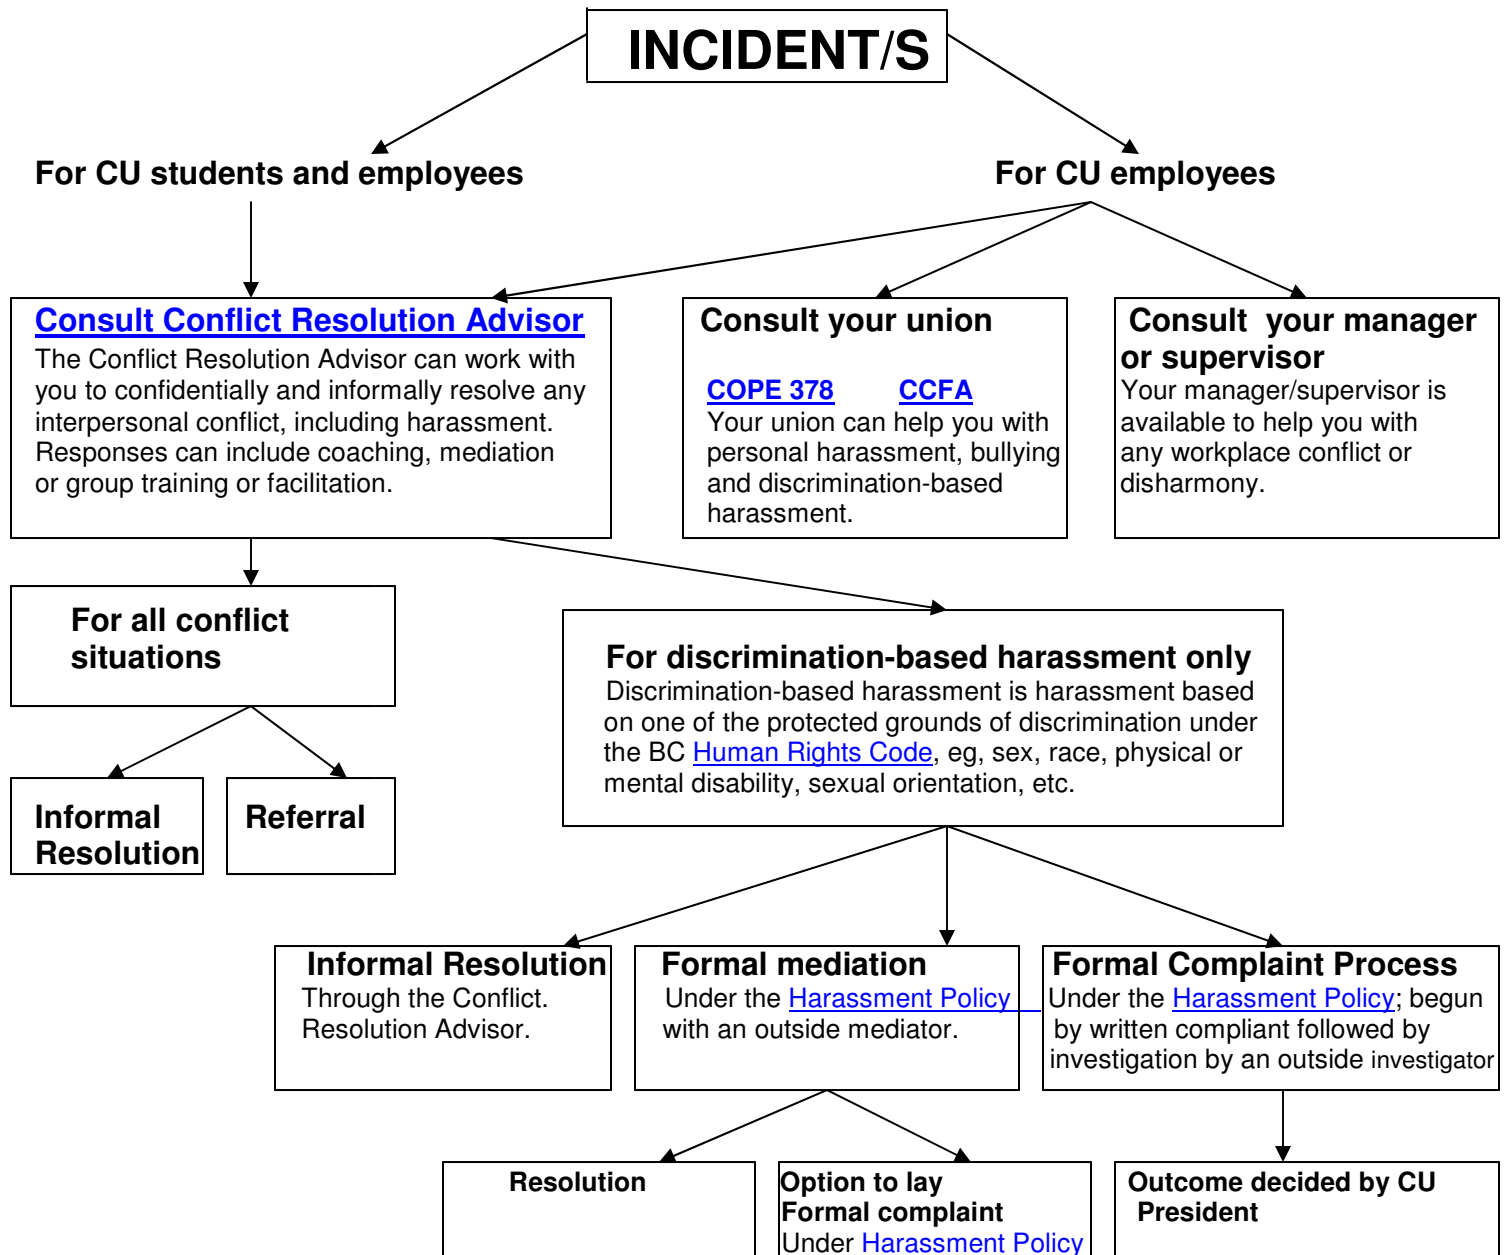 INCIDENT/S
For CU students and employees
For CU employees
Consult Conflict Resolution Advisor
The Conflict Resolution Advisor can work with
you to confidentially and informally resolve any
interpersonal conflict, including harassment.
Responses can include coaching, mediation
or group training or facilitation.
Consult your union
COPE 378 CCFA
Your union can help you with
personal harassment, bullying
and discrimination-based
harassment.
Consult your manager
or supervisor
Your manager/supervisor is
available to help you with
any workplace conflict or
disharmony.
For all conflict
situations
For discrimination-based harassment only
Discrimination-based harassment is harassment based
on one of the protected grounds of discrimination under
the BC Human Rights Code, eg, sex, race, physical or
mental disability, sexual orientation, etc.
Informal
Resolution
Referral
Informal Resolution
Through the Conflict.
Resolution Advisor.
Formal mediation
Under the Harassment Policy
with an outside mediator.
Formal Complaint Process
Under the Harassment Policy; begun
by written compliant followed by
investigation by an outside investigator
Resolution
Option to lay
Formal complaint
Under Harassment Policy
Outcome decided by CU
President